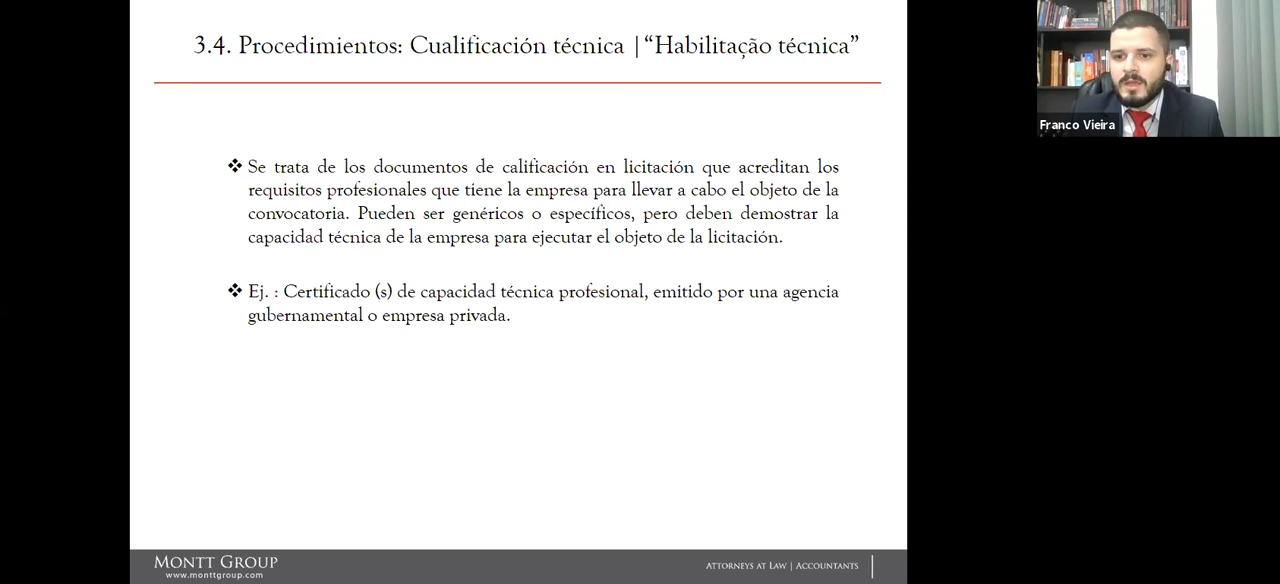 3.4. Procedimientos: Cualificación técnica | “Habilitação técnica”
Franco Vieira
❖ Se trata de los documentos de calificación en licitación que acreditan los
requisitos profesionales que tiene la empresa para llevar a cabo el objeto de la
convocatoria. Pueden ser genéricos o específicos, pero deben demostrar la
capacidad técnica de la empresa para ejecutar el objeto de la licitación.
❖ Ej. : Certificado (s) de capacidad técnica profesional, emitido por una agencia
gubernamental o empresa privada.
MONTT GROUP
www.monttgroup.com
ATTORNEYS AT LAW | ACCOUNTANTS